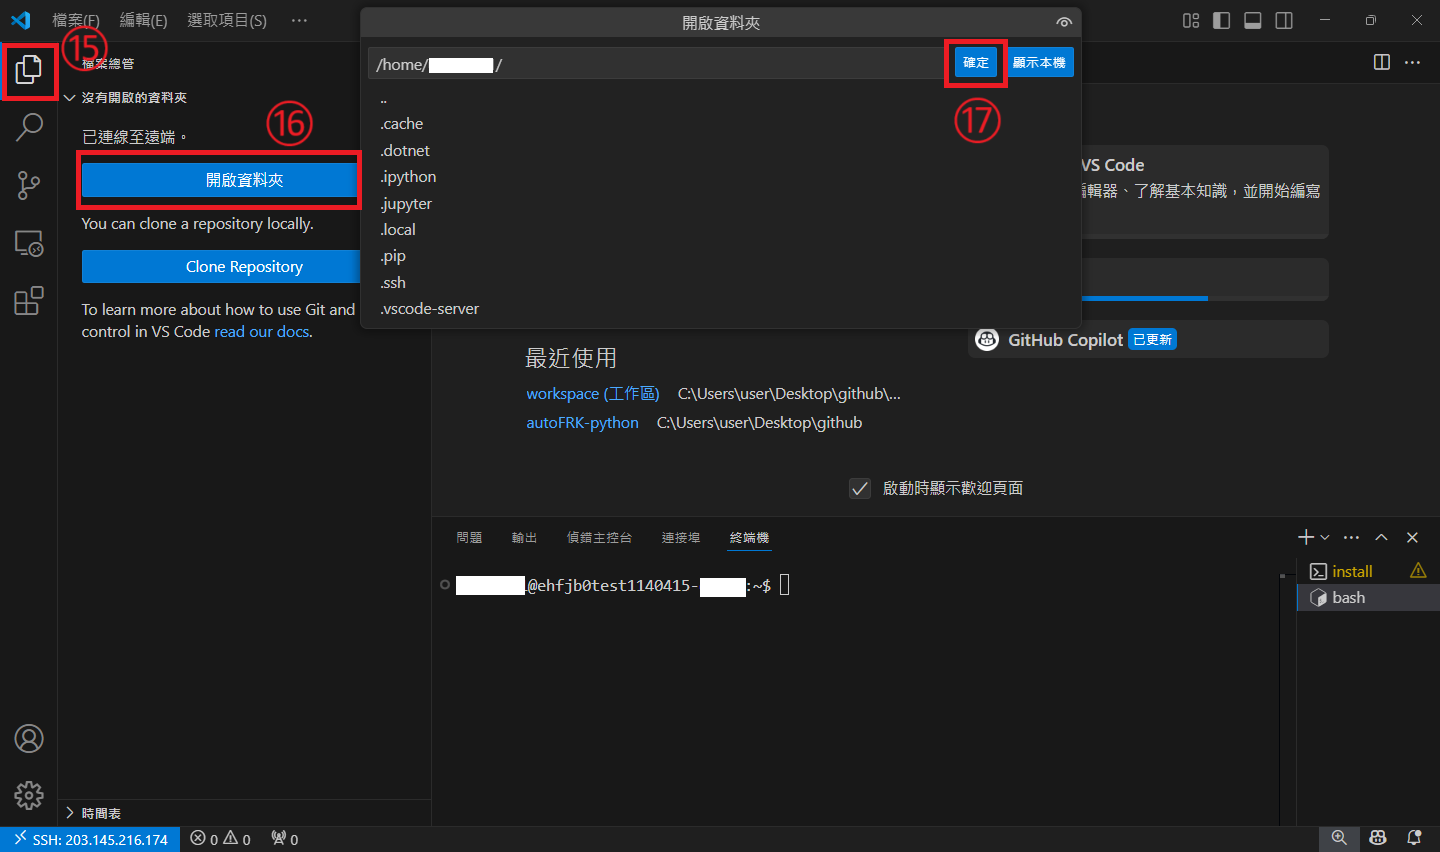 檔案(F) 編輯(E) 選取項目(S) ···
開啟資料夾
⑮
檔案總管
/home/ /
確定
顯示本機
⑰
沒有開啟的資料夾
⑯
已連線至遠端。
開啟資料夾
You can clone a repository locally.
Clone Repository
To learn more about how to use Git and
control in VS Code read our docs.
..
.cache
.dotnet
.ipython
.jupyter
.local
.pip
.ssh
.vscode-server
VS Code
編輯器、了解基本知識，並開始編寫
GitHub Copilot 已更新
最近使用
workspace (工作區) C:\Users\user\Desktop\github\...
autoFRK-python C:\Users\user\Desktop\github
啟動時顯示歡迎頁面
問題 輸出 偵錯主控台 連接埠 終端機
@ehfjb0test1140415- :~$
install
bash
時間表
SSH: 203.145.216.174 0 0 0